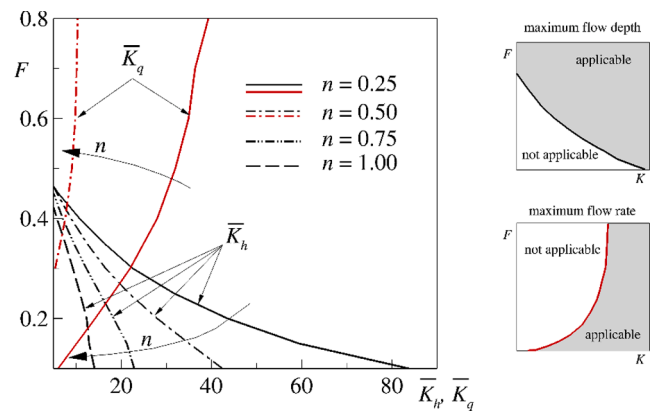 0.8
F
0.6
0.4
0.2
20
40
60
80
K̅h, K̅q
K̅q
n
K̅h
n
n = 0.25
n = 0.50
n = 0.75
n = 1.00
maximum flow depth
F
applicable
not applicable
K
maximum flow rate
F
not applicable
applicable
K